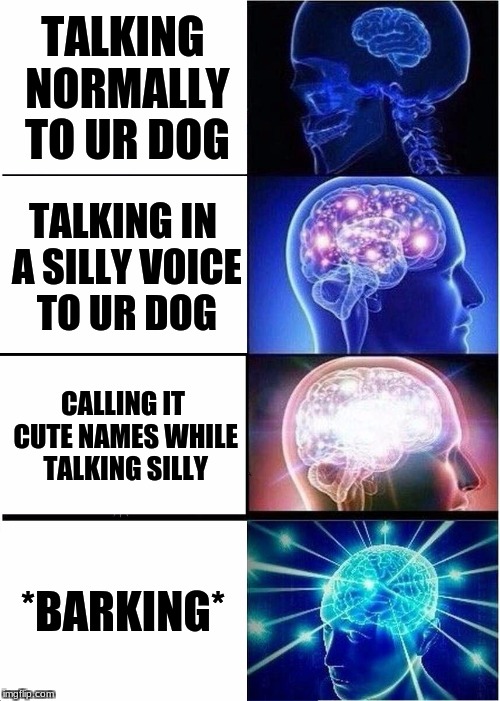 TALKING
NORMALLY
TO UR DOG
TALKING IN
A SILLY VOICE
TO UR DOG
CALLING IT
CUTE NAMES WHILE
TALKING SILLY
*BARKING*
imgflip.com